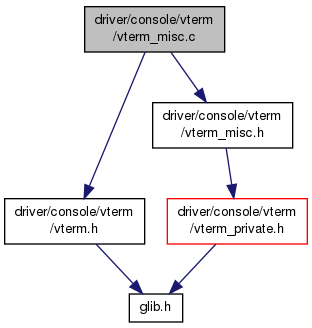 driver/console/vterm
/vterm_misc.c
driver/console/vterm
/vterm_misc.h
driver/console/vterm
/vterm.h
driver/console/vterm
/vterm_private.h
glib.h